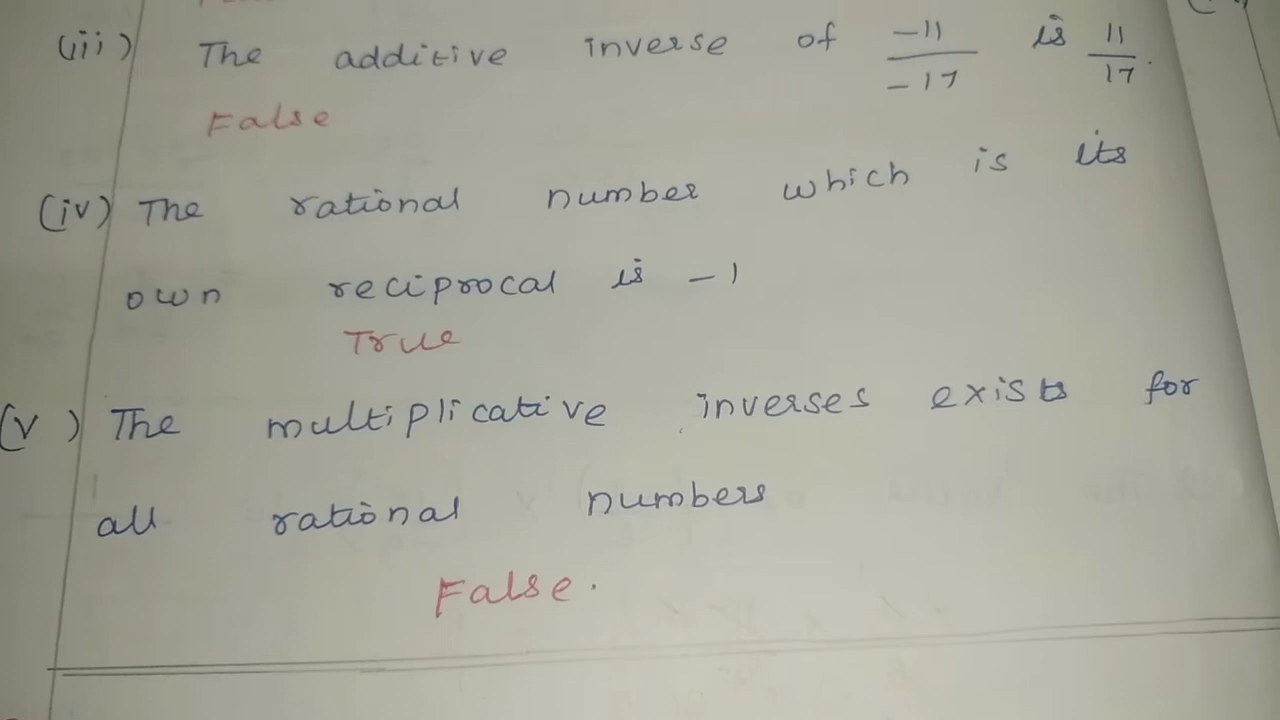 (iii) The additive inverse of -11/-17 is 11/17.
False
(iv) The rational number which is its
own reciprocal is -1
True
(v) The multiplicative inverses exists for
all rational numbers
False.